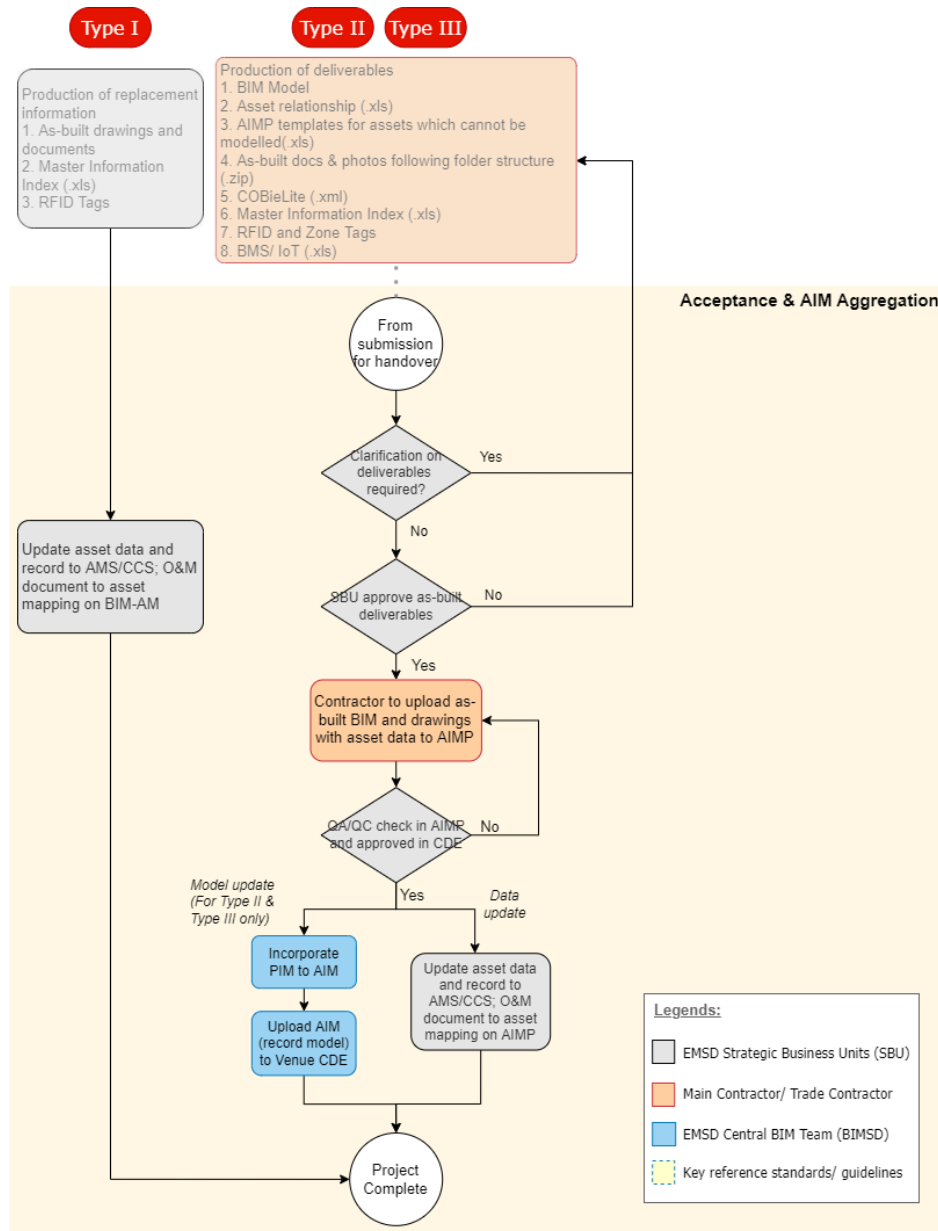 Type I
Type II
Type III
Production of replacement
information
1. As-built drawings and
documents
2. Master Information
Index (.xls)
3. RFID Tags
Production of deliverables
1. BIM Model
2. Asset relationship (.xls)
3. AIMP templates for assets which cannot be
modelled(.xls)
4. As-built docs & photos following folder structure
(.zip)
5. COBieLite (.xml)
6. Master Information Index (.xls)
7. RFID and Zone Tags
8. BMS/ IoT (.xls)
Acceptance & AIM Aggregation
From
submission
for handover
Clarification on
deliverables
required?
Yes
No
Update asset data and
record to AMS/CCS; O&M
document to asset
mapping on BIM-AM
SBU approve as-built
deliverables
No
Yes
Contractor to upload as-
built BIM and drawings
with asset data to AIMP
QA/QC check in AIMP
and approved in CDE
No
Yes
Model update
(For Type II &
Type III only)
Data
update
Incorporate
PIM to AIM
Upload AIM
(record model)
to Venue CDE
Update asset data
and record to
AMS/CCS; O&M
document to asset
mapping on AIMP
Project
Complete
Legends:
EMSD Strategic Business Units (SBU)
Main Contractor/ Trade Contractor
EMSD Central BIM Team (BIMSD)
Key reference standards/ guidelines